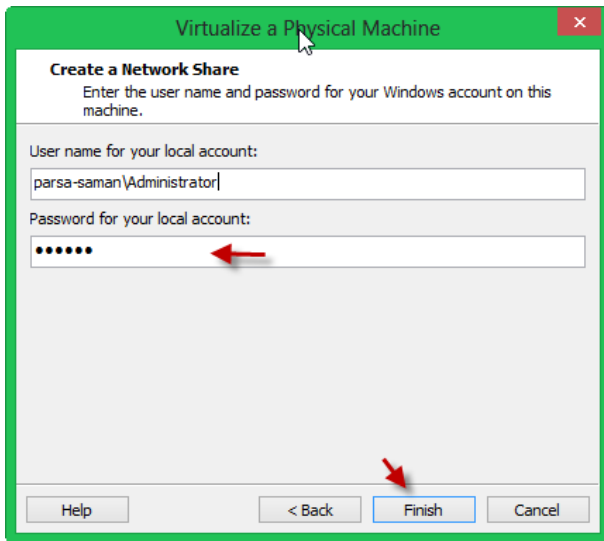 Virtualize a Physical Machine
Create a Network Share
Enter the user name and password for your Windows account on this
machine.
User name for your local account:
parsa-saman\Administrator
Password for your local account:
••••••
Help
< Back
Finish
Cancel